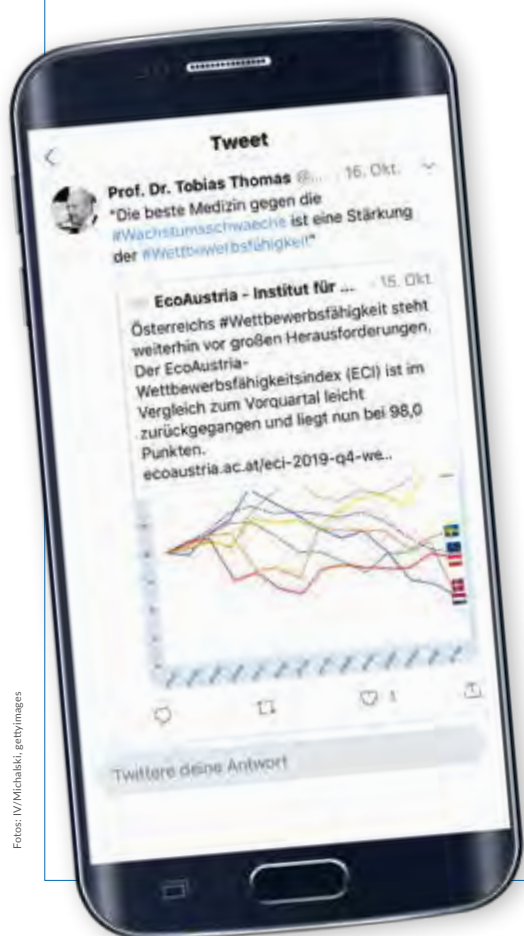 Tweet
Prof. Dr. Tobias Thomas @... · 16. Okt.
"Die beste Medizin gegen die
#Wachstumsschwaeche ist eine Stärkung
der #Wettbewerbsfähigkeit"
EcoAustria - Institut für ... · 15. Okt.
Österreichs #Wettbewerbsfähigkeit steht
weiterhin vor großen Herausforderungen.
Der EcoAustria-
Wettbewerbsfähigkeitsindex (ECI) ist im
Vergleich zum Vorquartal leicht
zurückgegangen und liegt nun bei 98,0
Punkten.
ecoaustria.ac.at/eci-2019-q4-we...
Twittere deine Antwort
Fotos: IV/Michalski, gettyimages